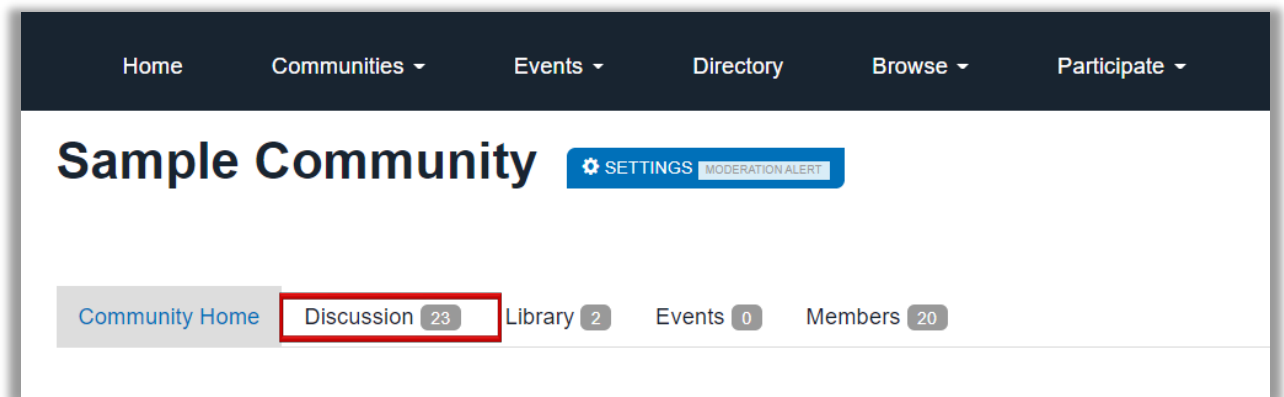 Home Communities Events Directory Browse Participate
Sample Community SETTINGS MODERATION ALERT
Community Home Discussion 23 Library 2 Events 0 Members 20